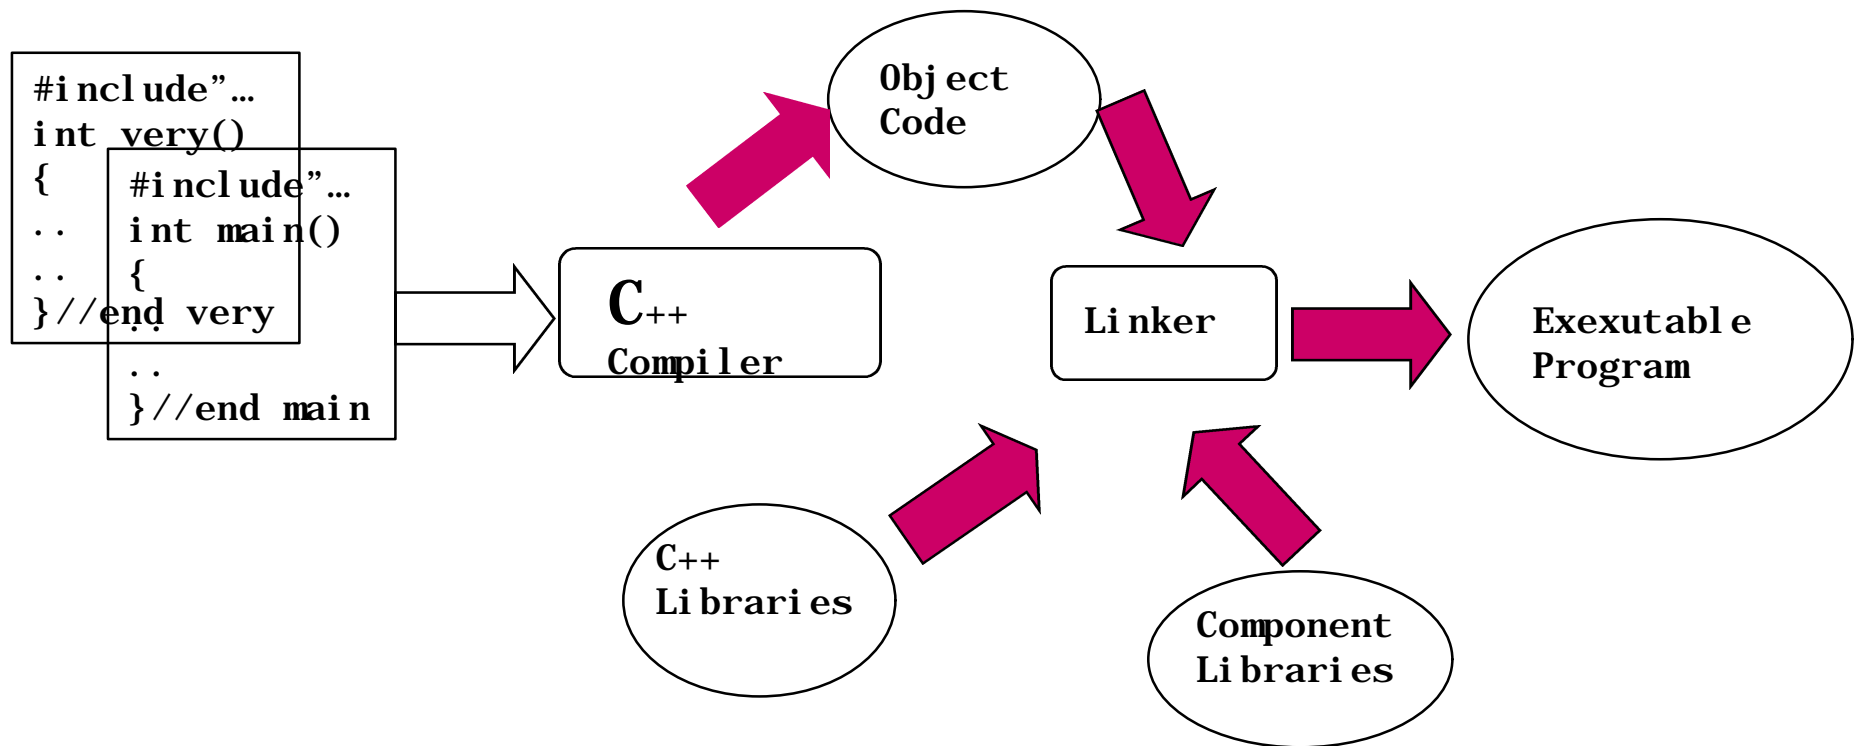 #include”…
int very()
{
..
..
}//end very
#include”…
int main()
{
..
..
}//end main
C++
Compiler
Object
Code
Linker
Exexutable
Program
C++
Libraries
Component
Libraries